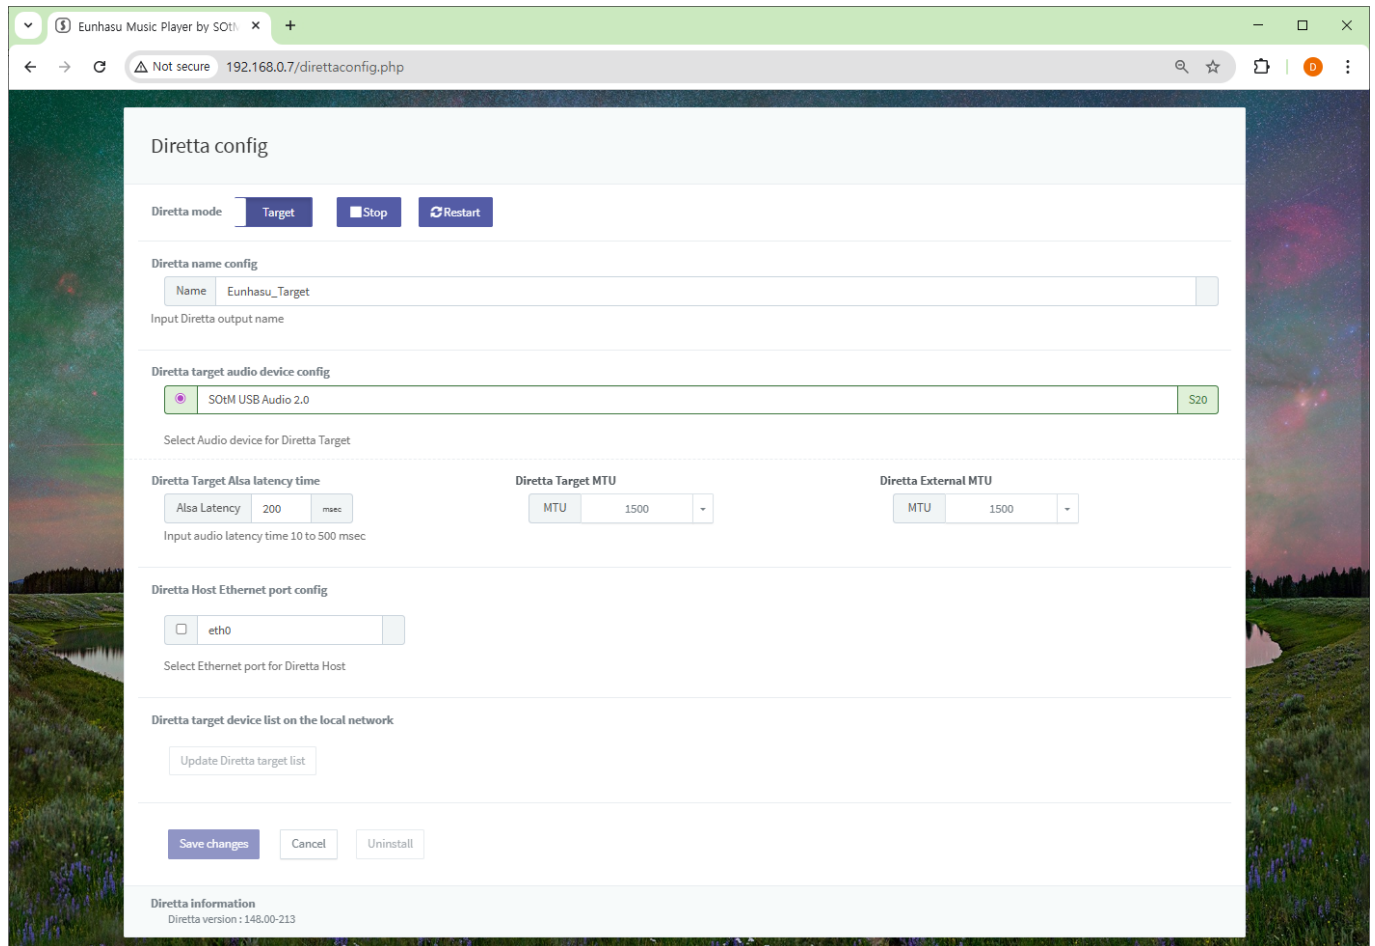 Eunhasu Music Player by SOtM
Not secure 192.168.0.7/direttaconfig.php
D
Diretta config
Diretta mode Target Stop Restart
Diretta name config
Name Eunhasu_Target
Input Diretta output name
Diretta target audio device config
SOtM USB Audio 2.0 S20
Select Audio device for Diretta Target
Diretta Target Alsa latency time Diretta Target MTU Diretta External MTU
Alsa Latency 200 msec MTU 1500 MTU 1500
Input audio latency time 10 to 500 msec
Diretta Host Ethernet port config
eth0
Select Ethernet port for Diretta Host
Diretta target device list on the local network
Update Diretta target list
Save changes Cancel Uninstall
Diretta information
Diretta version : 148.00-213